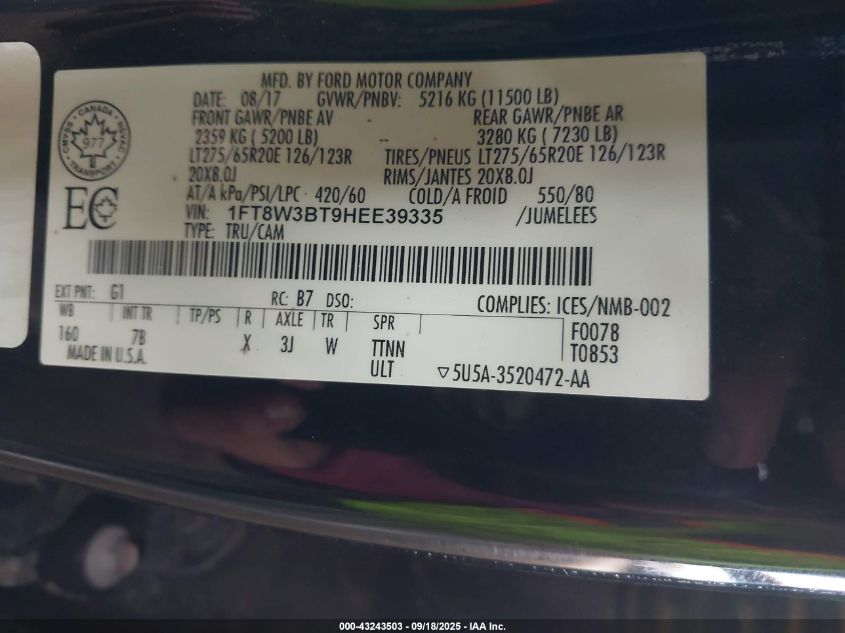 MFD. BY FORD MOTOR COMPANY
DATE: 08/17 GVWR/PNBV: 5216 KG (11500 LB)
FRONT GAWR/PNBE AV REAR GAWR/PNBE AR
2359 KG ( 5200 LB) -- 3280 KG ( 7230 LB)
LT275/65R20E 126/123R TIRES/PNEUS LT275/65R20E 126/123R
20X8.0J RIMS/JANTES 20X8.0J
AT/A kPa/PSI/LPC - 420/60 COLD/A FROID 550/80
VIN: 1FT8W3BT9HEE39335 /JUMELEES
TYPE: TRU/CAM
CANADA
CMVSS NSVAC
977
TRANSPORT
EC
EXT PNT: G1 RC: B7 DSO: COMPLIES: ICES/NMB-002
WB INT TR TP/PS R AXLE TR SPR F0078
160 7B X 3J W TTNN T0853
MADE IN U.S.A. ULT ▽5U5A-3520472-AA
000-43243503 - 09/18/2025 - IAA Inc.